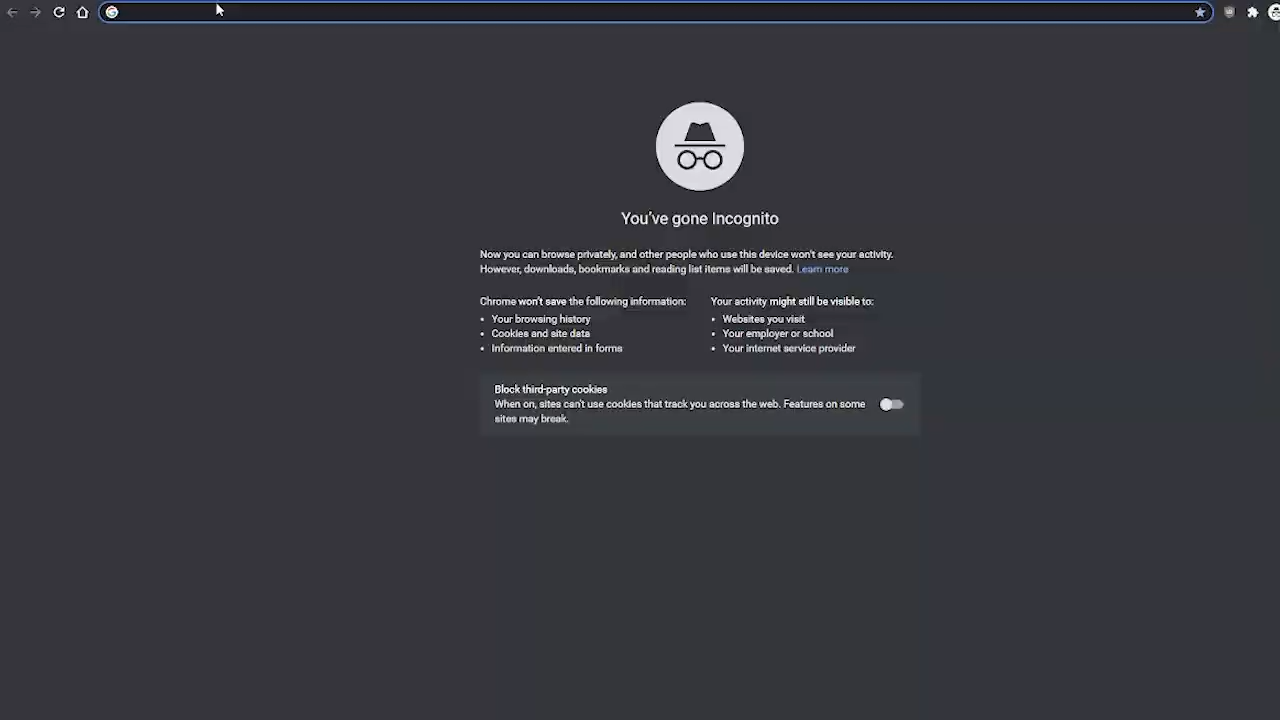 You've gone Incognito
Now you can browse privately, and other people who use this device won't see your activity.
However, downloads, bookmarks and reading list items will be saved. Learn more
Chrome won't save the following information:
• Your browsing history
• Cookies and site data
• Information entered in forms
Your activity might still be visible to:
• Websites you visit
• Your employer or school
• Your internet service provider
Block third-party cookies
When on, sites can't use cookies that track you across the web. Features on some
sites may break.